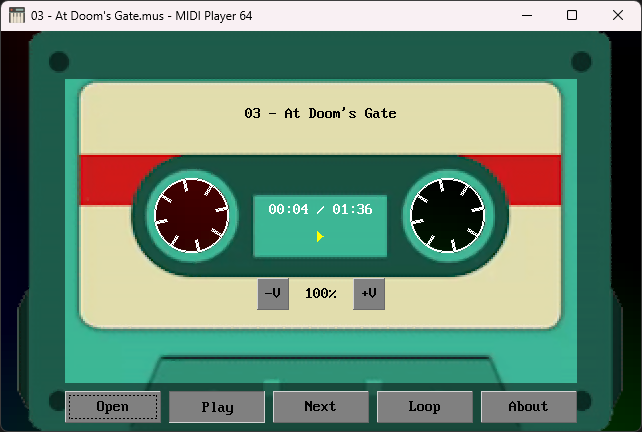 03 - At Doom's Gate.mus - MIDI Player 64
03 - At Doom's Gate
00:04 / 01:36
-V 100% +V
Open Play Next Loop About